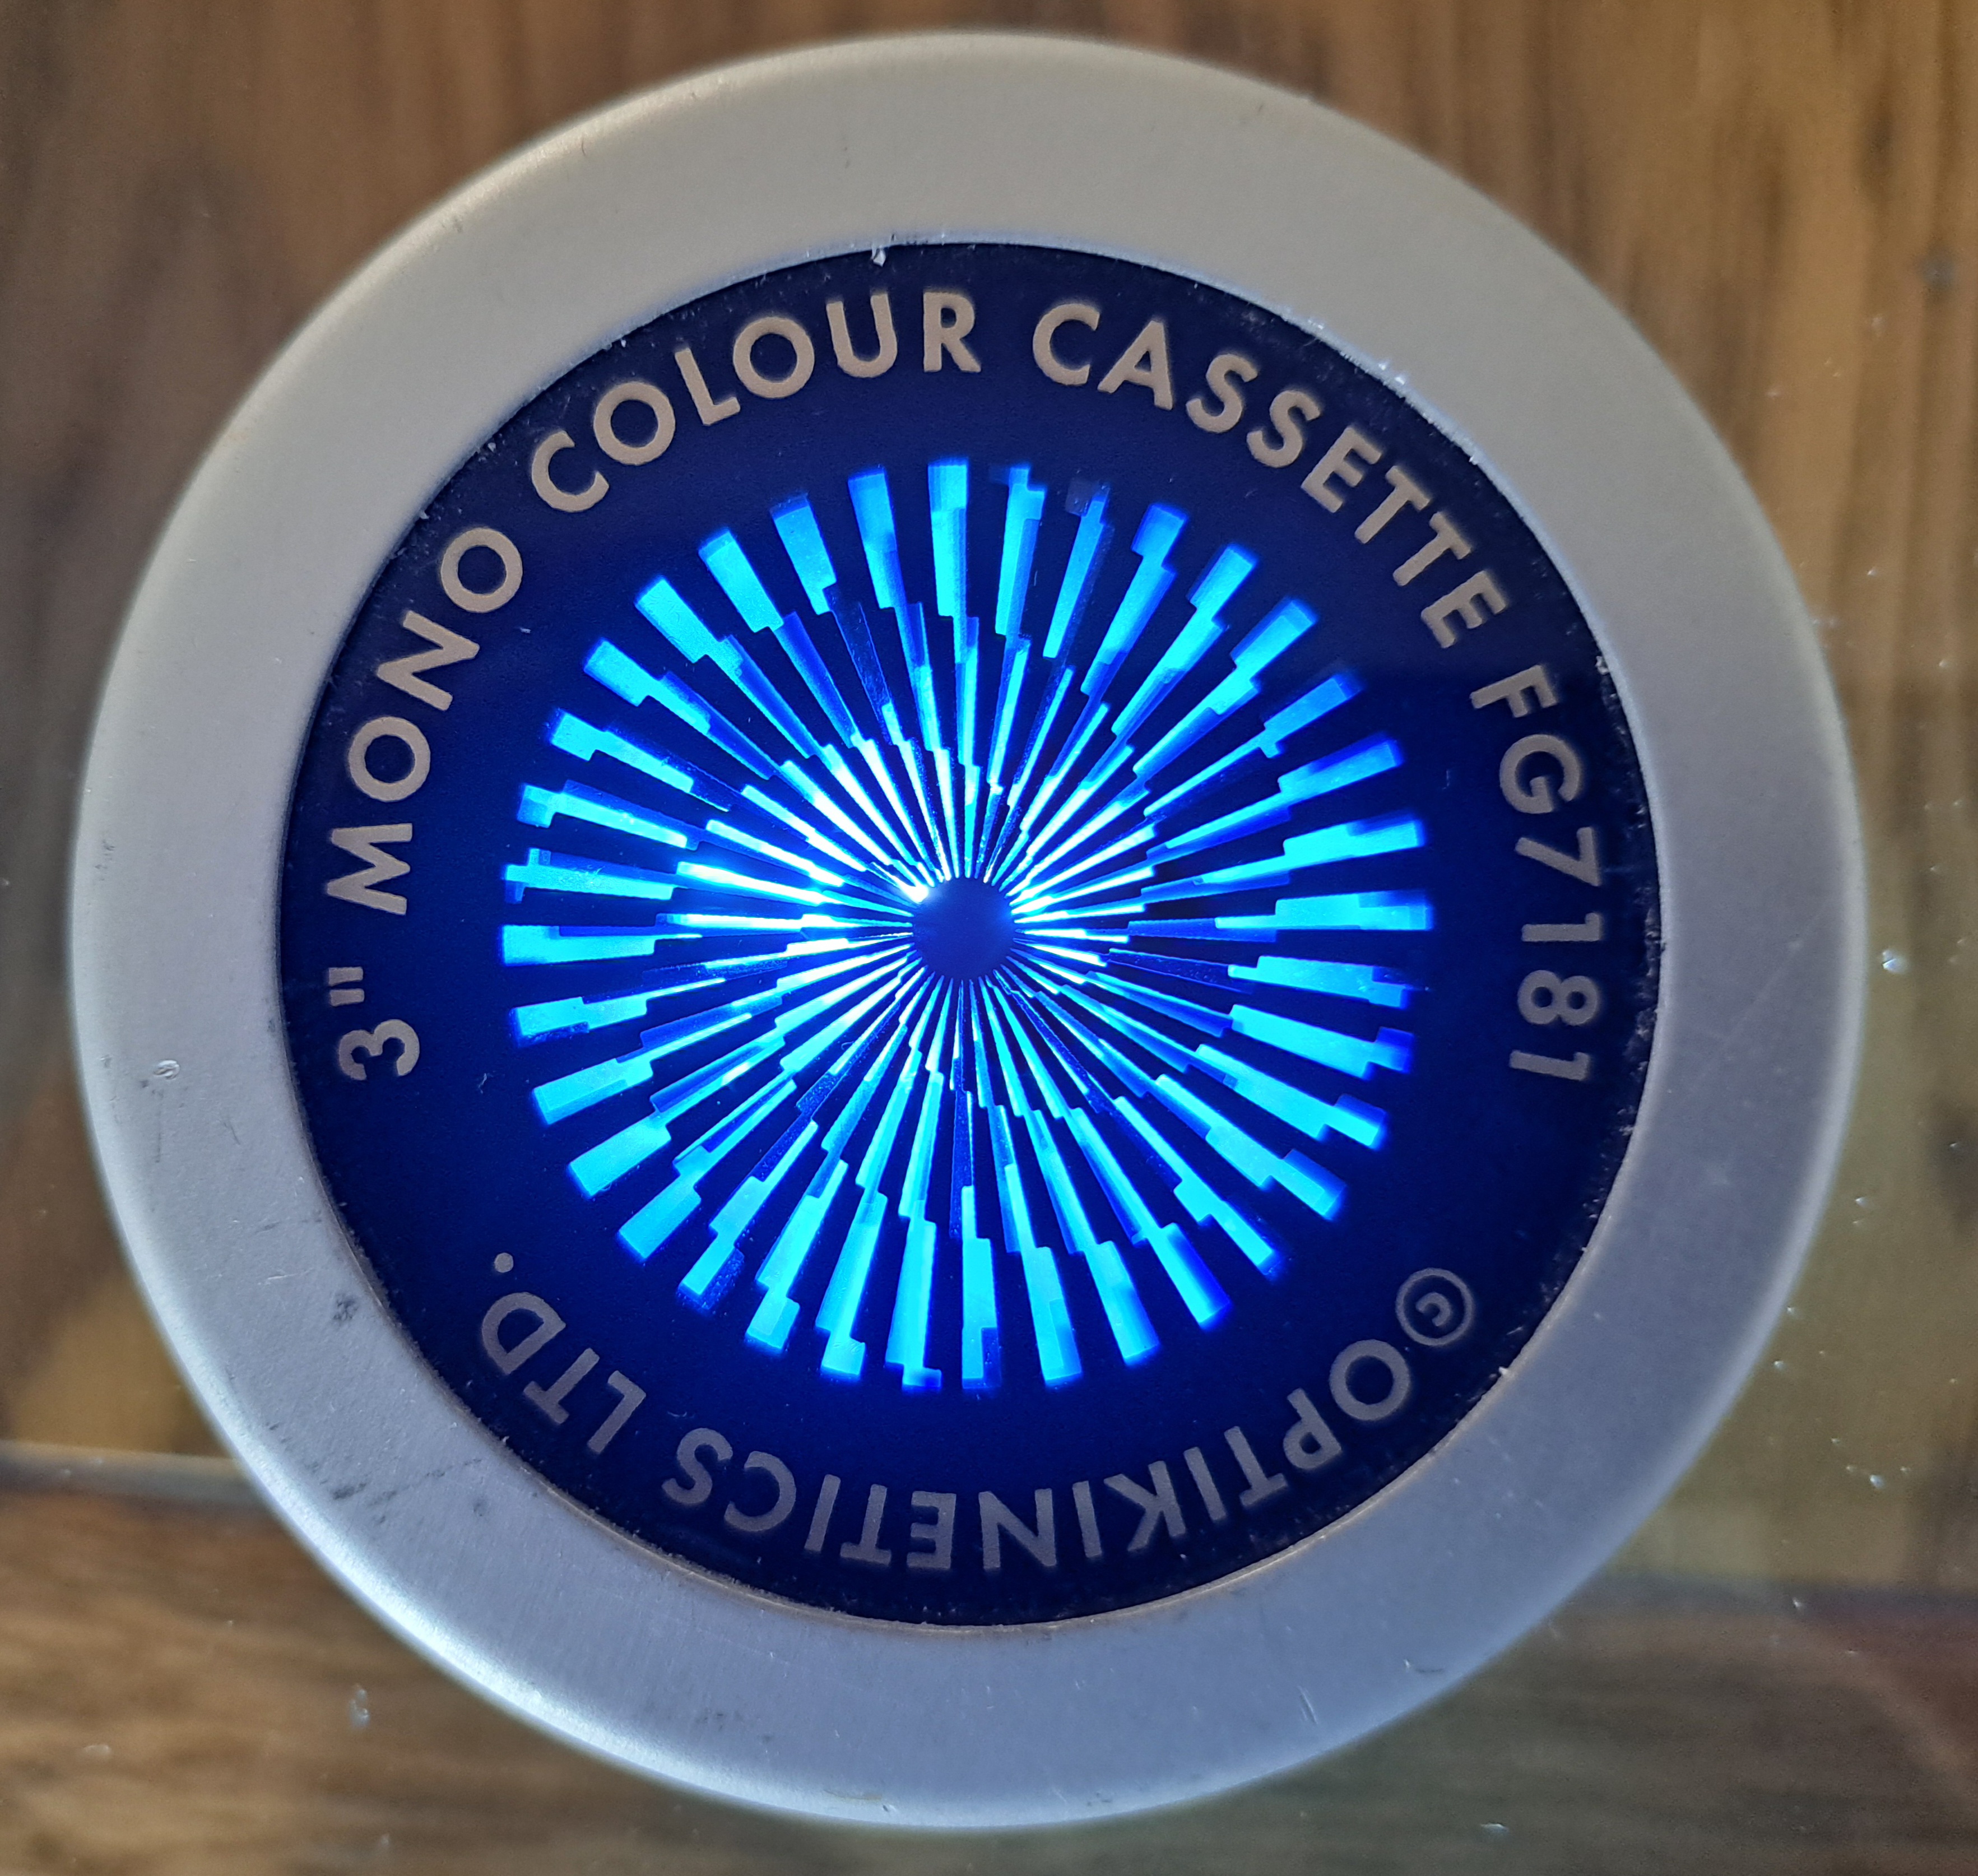 3" MONO COLOUR CASSETTE FG7181
© OPTIKINETICS LTD.